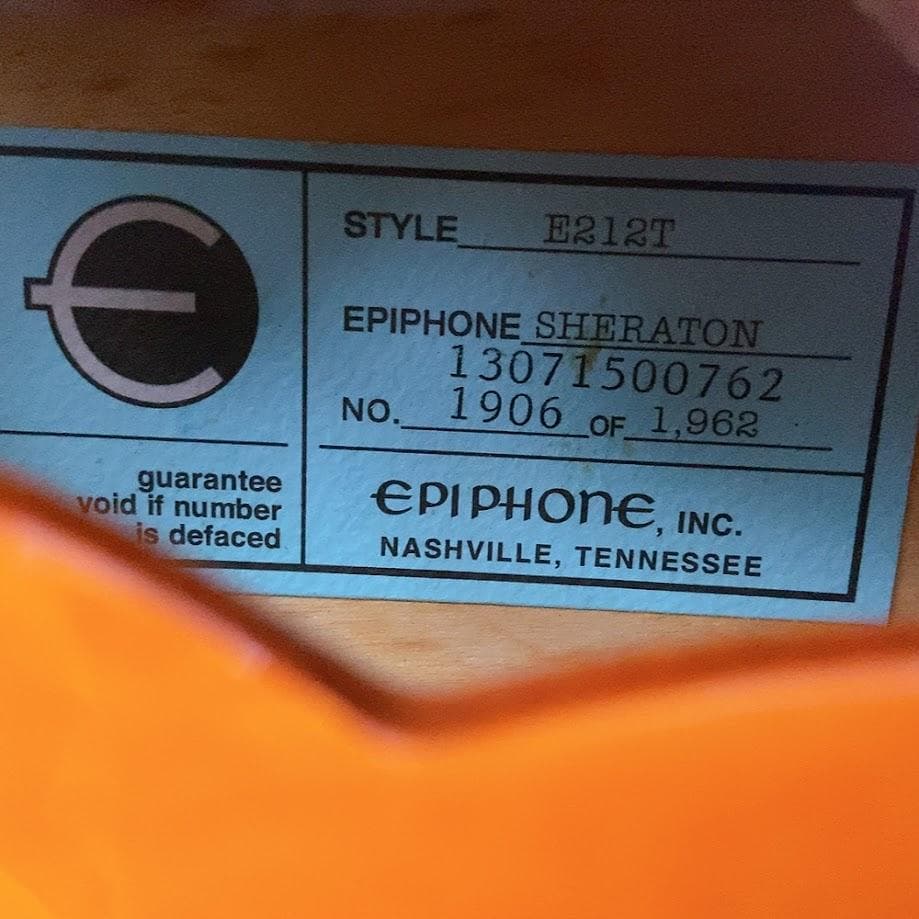 STYLE E212T
EPIPHONE SHERATON
13071500762
NO. 1906 OF 1,962
guarantee
void if number
is defaced
EPIPHONE, INC.
NASHVILLE, TENNESSEE